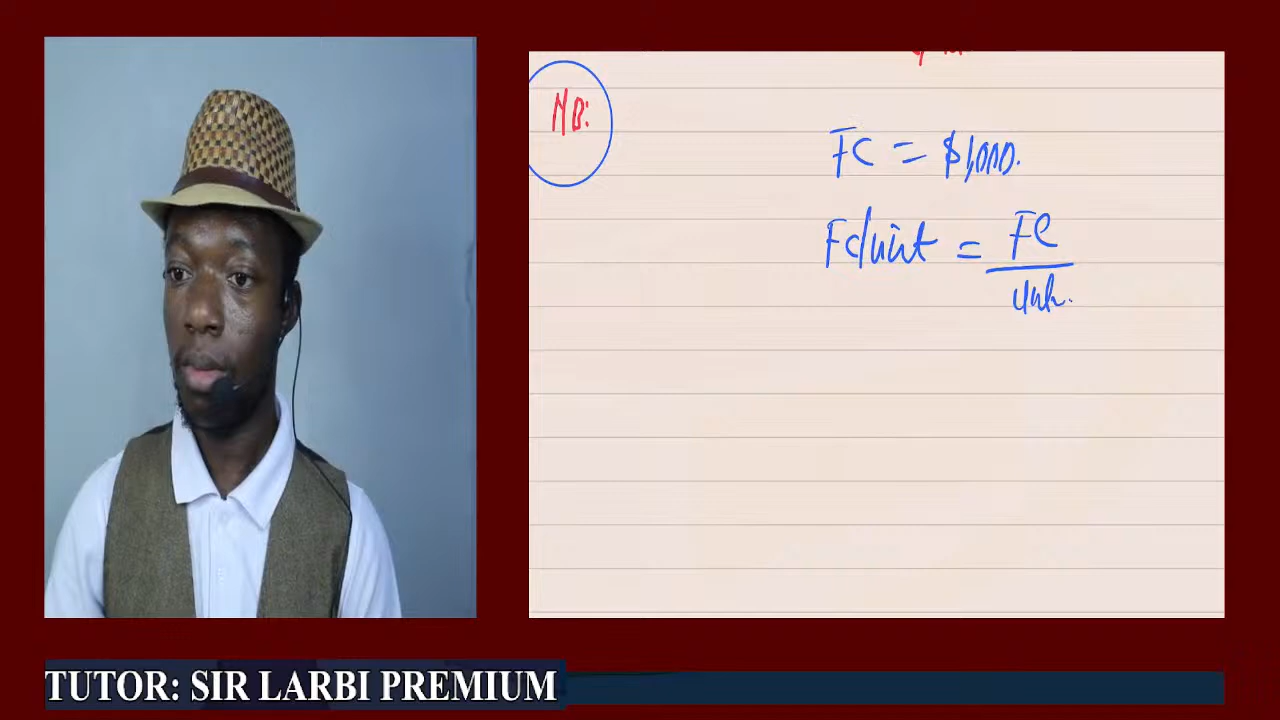 NB:
FC = $1,000.
FC/unit = FC
unit.
TUTOR: SIR LARBI PREMIUM